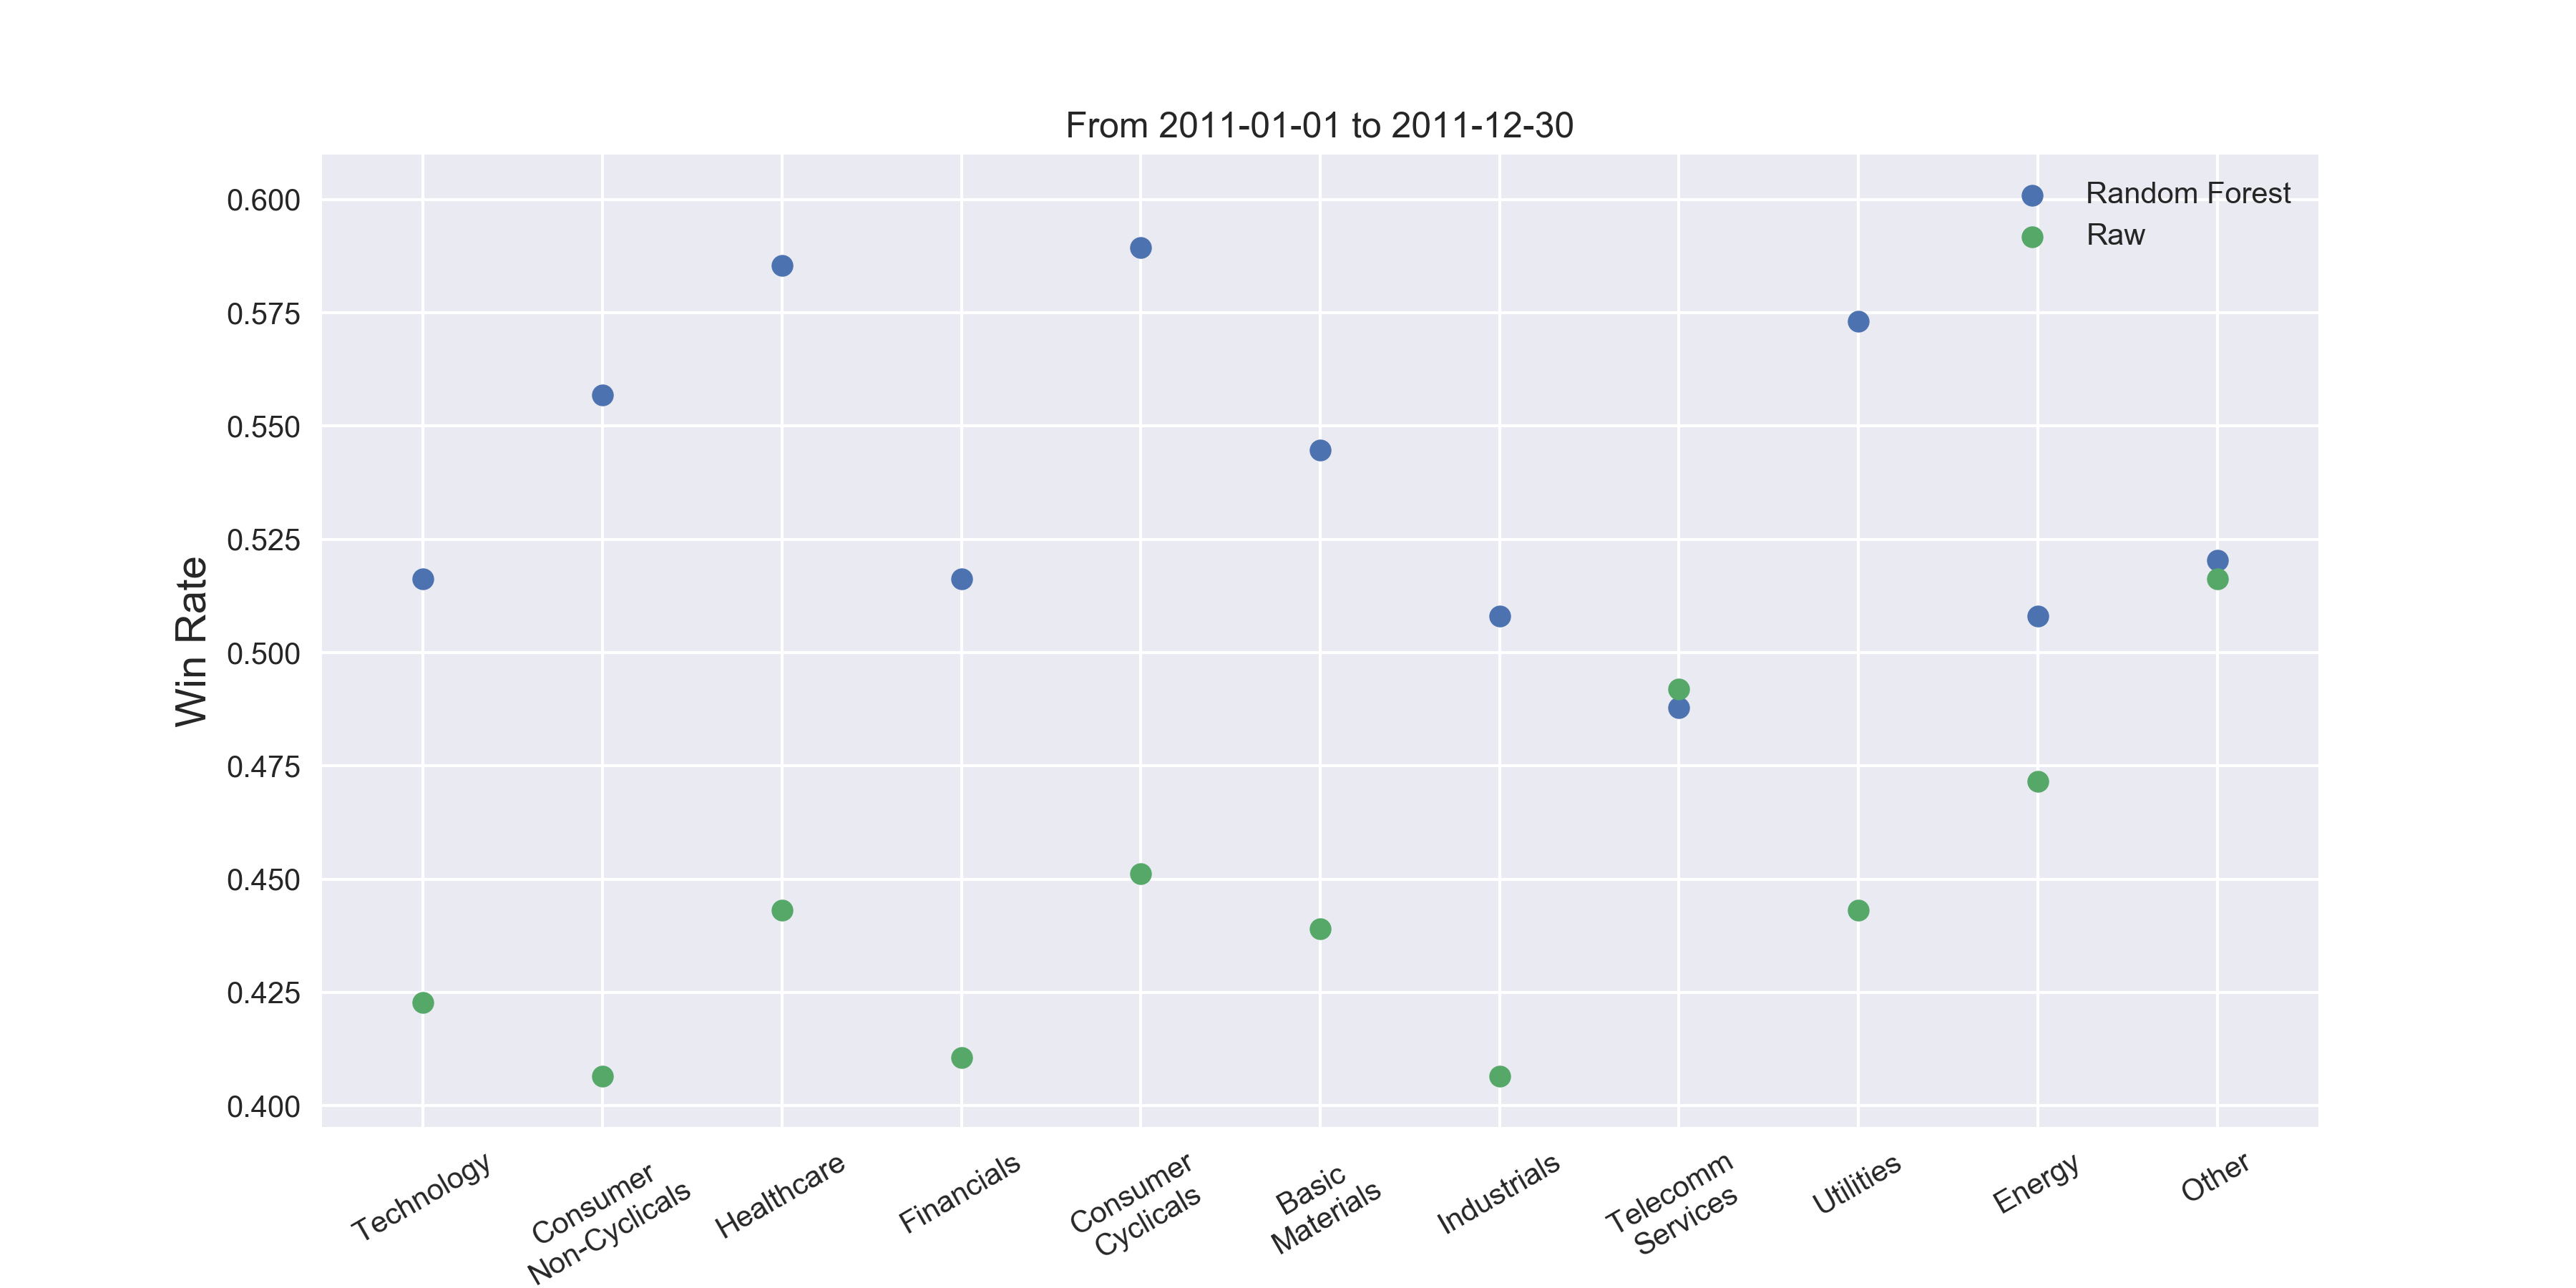 From 2011-01-01 to 2011-12-30
Random Forest
Raw
Win Rate
0.600
0.575
0.550
0.525
0.500
0.475
0.450
0.425
0.400
Technology
Consumer
Non-Cyclicals
Healthcare
Financials
Consumer
Cyclicals
Basic
Materials
Industrials
Telecomm
Services
Utilities
Energy
Other